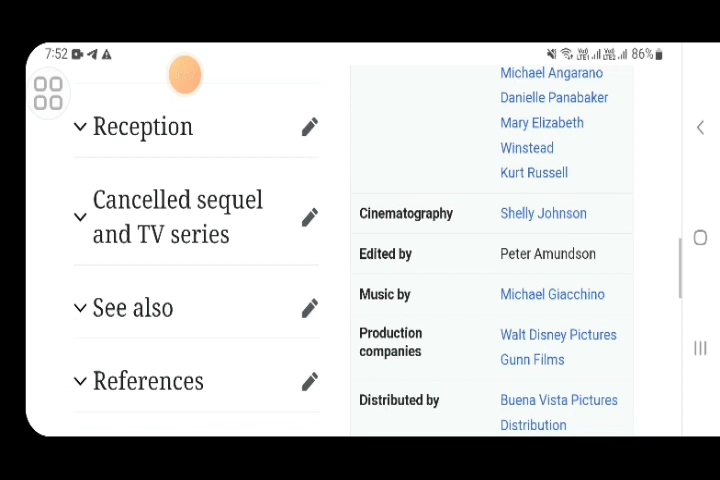 7:52
86%
Reception
Cancelled sequel
and TV series
See also
References
Michael Angarano
Danielle Panabaker
Mary Elizabeth
Winstead
Kurt Russell
Cinematography Shelly Johnson
Edited by Peter Amundson
Music by Michael Giacchino
Production
companies
Walt Disney Pictures
Gunn Films
Distributed by Buena Vista Pictures
Distribution